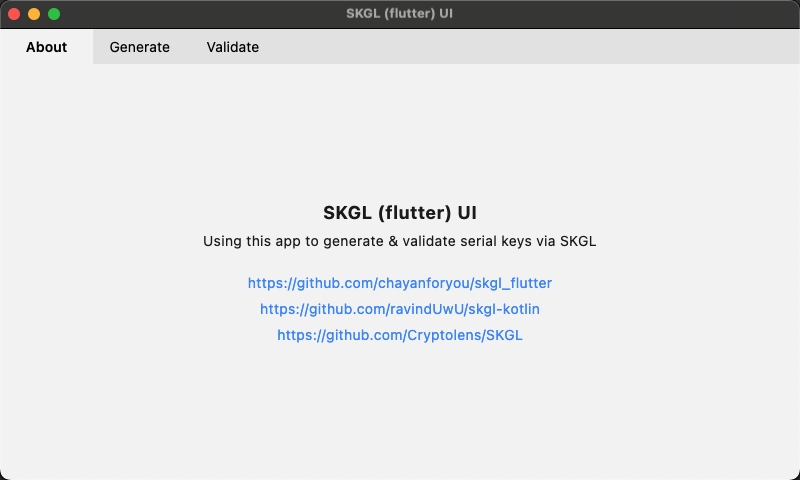 SKGL (flutter) UI
About Generate Validate
SKGL (flutter) UI
Using this app to generate & validate serial keys via SKGL
https://github.com/chayanforyou/skgl_flutter
https://github.com/ravindUwU/skgl-kotlin
https://github.com/Cryptolens/SKGL